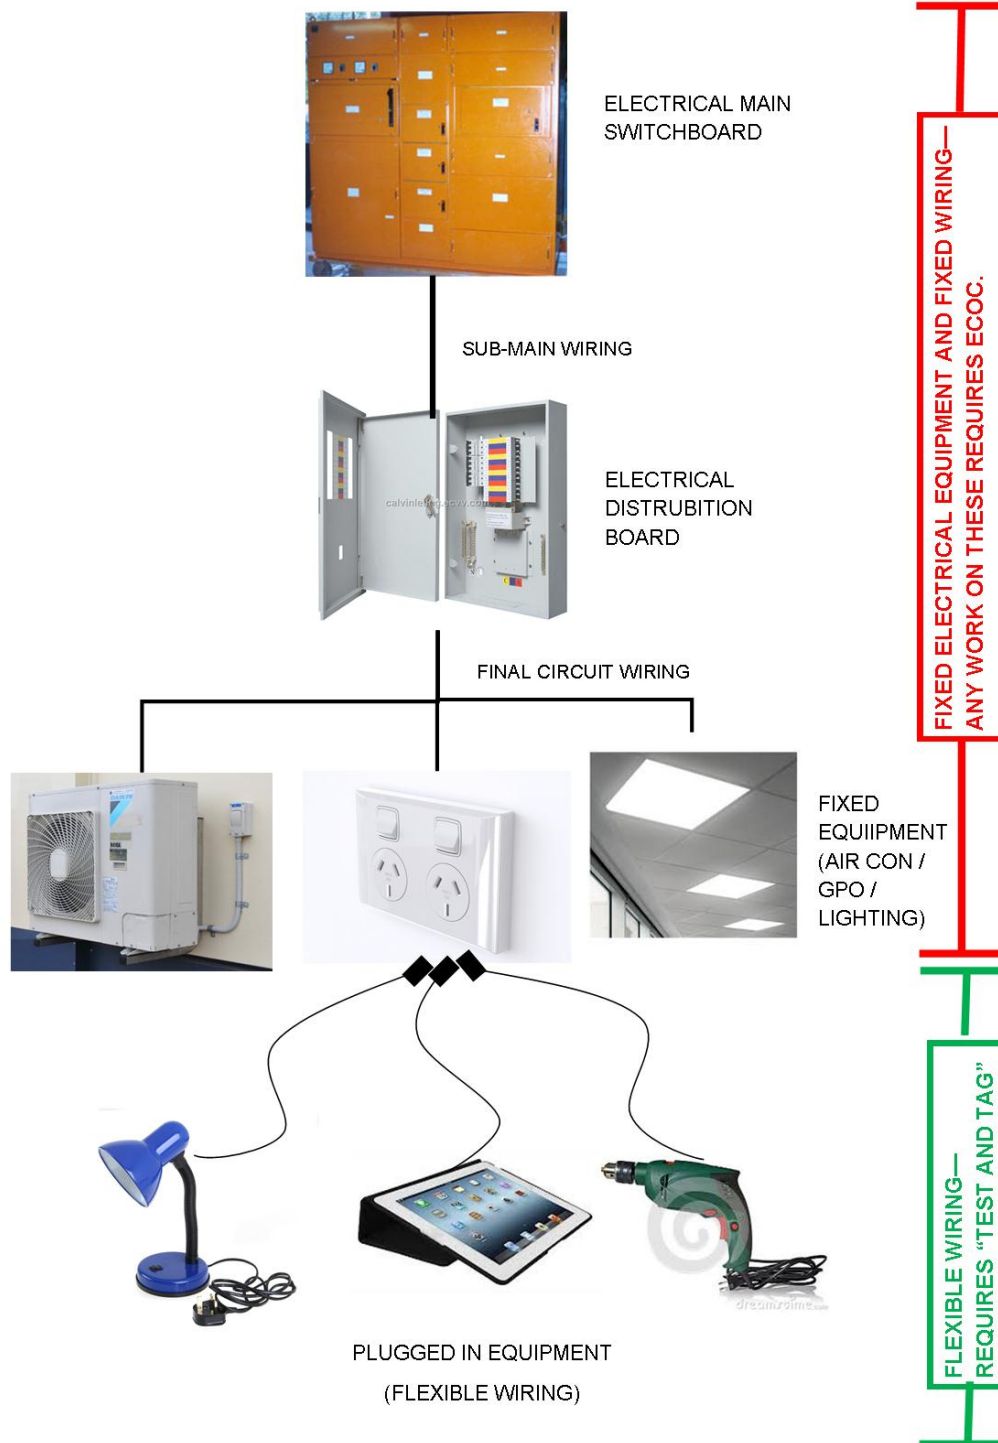 ELECTRICAL MAIN
SWITCHBOARD
SUB-MAIN WIRING
ELECTRICAL
DISTRUBITION
BOARD
FINAL CIRCUIT WIRING
FIXED
EQUIIPMENT
(AIR CON /
GPO /
LIGHTING)
PLUGGED IN EQUIPMENT
(FLEXIBLE WIRING)
FIXED ELECTRICAL EQUIPMENT AND FIXED WIRING—
ANY WORK ON THESE REQUIRES ECOC.
FLEXIBLE WIRING—
REQUIRES “TEST AND TAG”
dreamstime.com